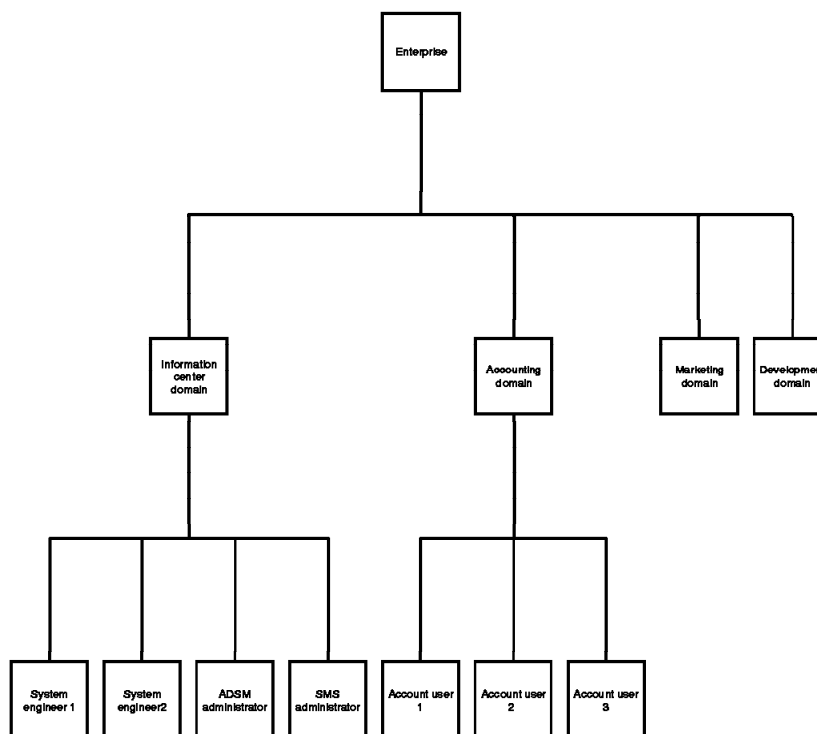 Enterprise
Information
center
domain
Accounting
domain
Marketing
domain
Developmen
domain
System
engineer 1
System
engineer2
ADSM
administrator
SMS
administrator
Account user
1
Account user
2
Account user
3